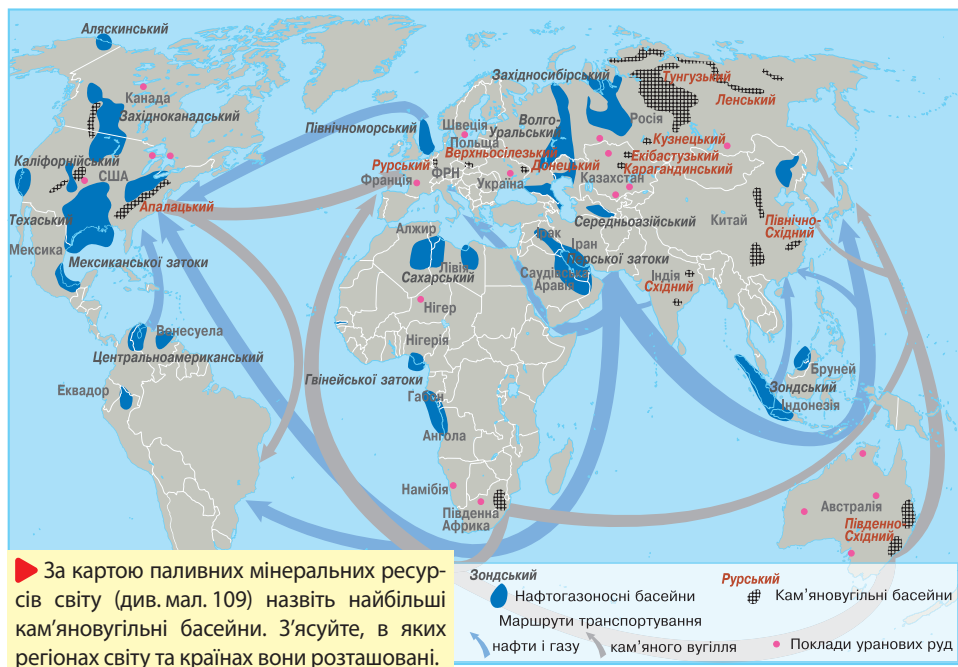 Аляскинський
Канада
Західноканадський
Каліфорнійський
США
Техаський
Апалацький
Мексика
Мексиканської затоки
Венесуела
Центральноамериканський
Еквадор
Північноморський
Швеція
Польща
Верхньосілезький
Рурський
ФРН
Франція
Україна
Донецький
Волго-
Уральський
Західносибірський
Тунгузький
Ленський
Росія
Кузнецький
Екібастузький
Карагандинський
Казахстан
Середньоазійський
Китай
Північно-
Східний
Алжир
Лівія
Сахарський
Ірак
Іран
Перської затоки
Саудівська
Аравія
Індія
Східний
Нігер
Нігерія
Гвінейської затоки
Габон
Ангола
Намібія
Південна
Африка
Бруней
Зондський
Індонезія
Австралія
Південно-
Східний
За картою паливних мінеральних ресур-
сів світу (див. мал. 109) назвіть найбільші
кам’яновугільні басейни. З’ясуйте, в яких
регіонах світу та країнах вони розташовані.
Зондський
Нафтогазоносні басейни
Рурський
Кам’яновугільні басейни
Маршрути транспортування
нафти і газу
кам’яного вугілля
Поклади уранових руд